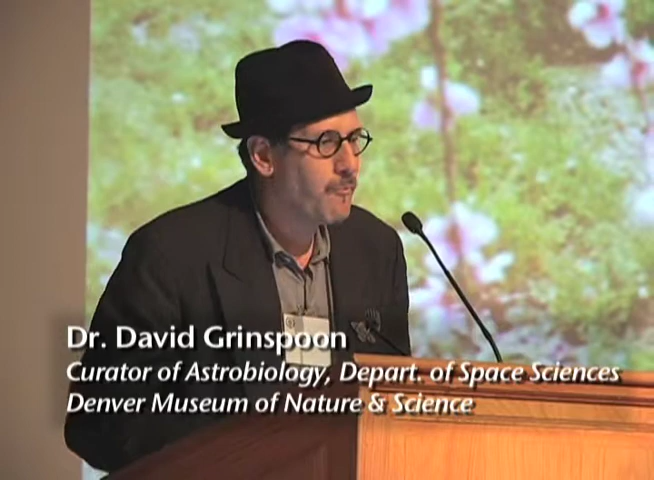 Dr. David Grinspoon
Curator of Astrobiology, Depart. of Space Sciences
Denver Museum of Nature & Science